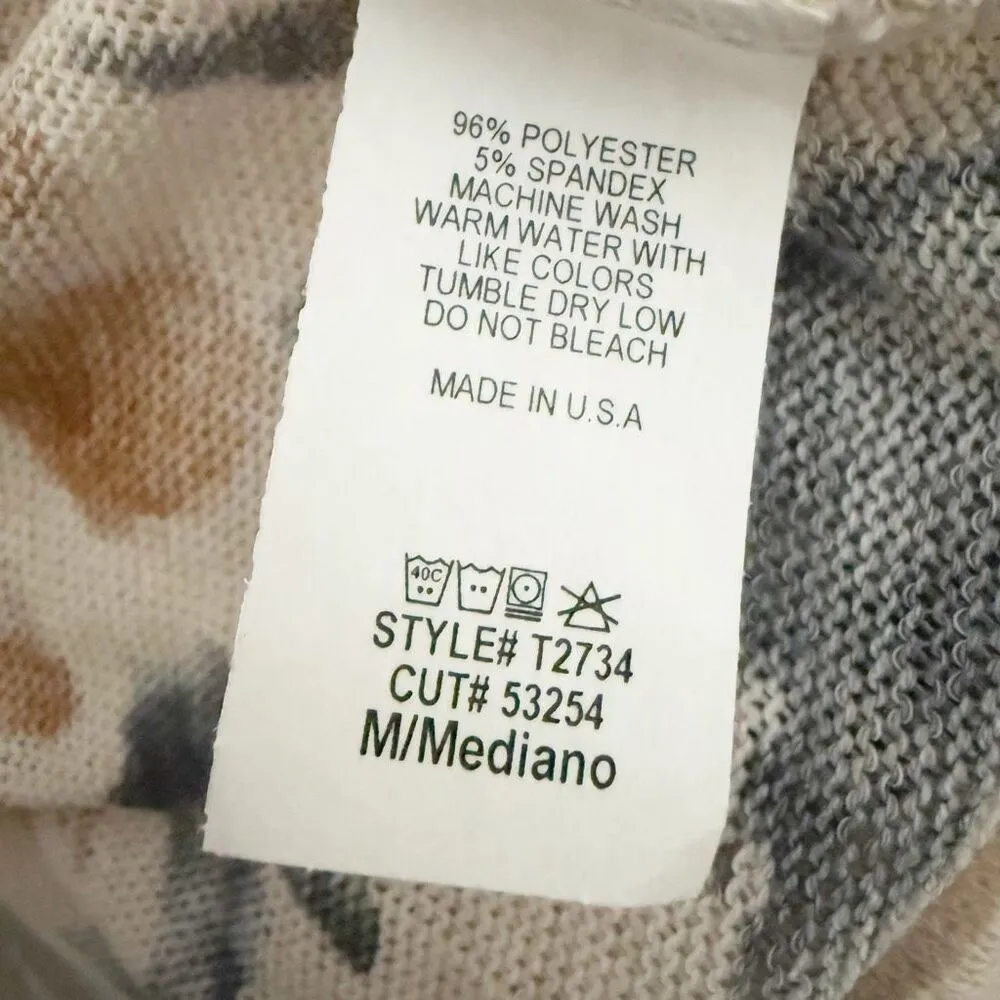 96% POLYESTER
5% SPANDEX
MACHINE WASH
WARM WATER WITH
LIKE COLORS
TUMBLE DRY LOW
DO NOT BLEACH
MADE IN U.S.A
40C
STYLE# T2734
CUT# 53254
M/Mediano